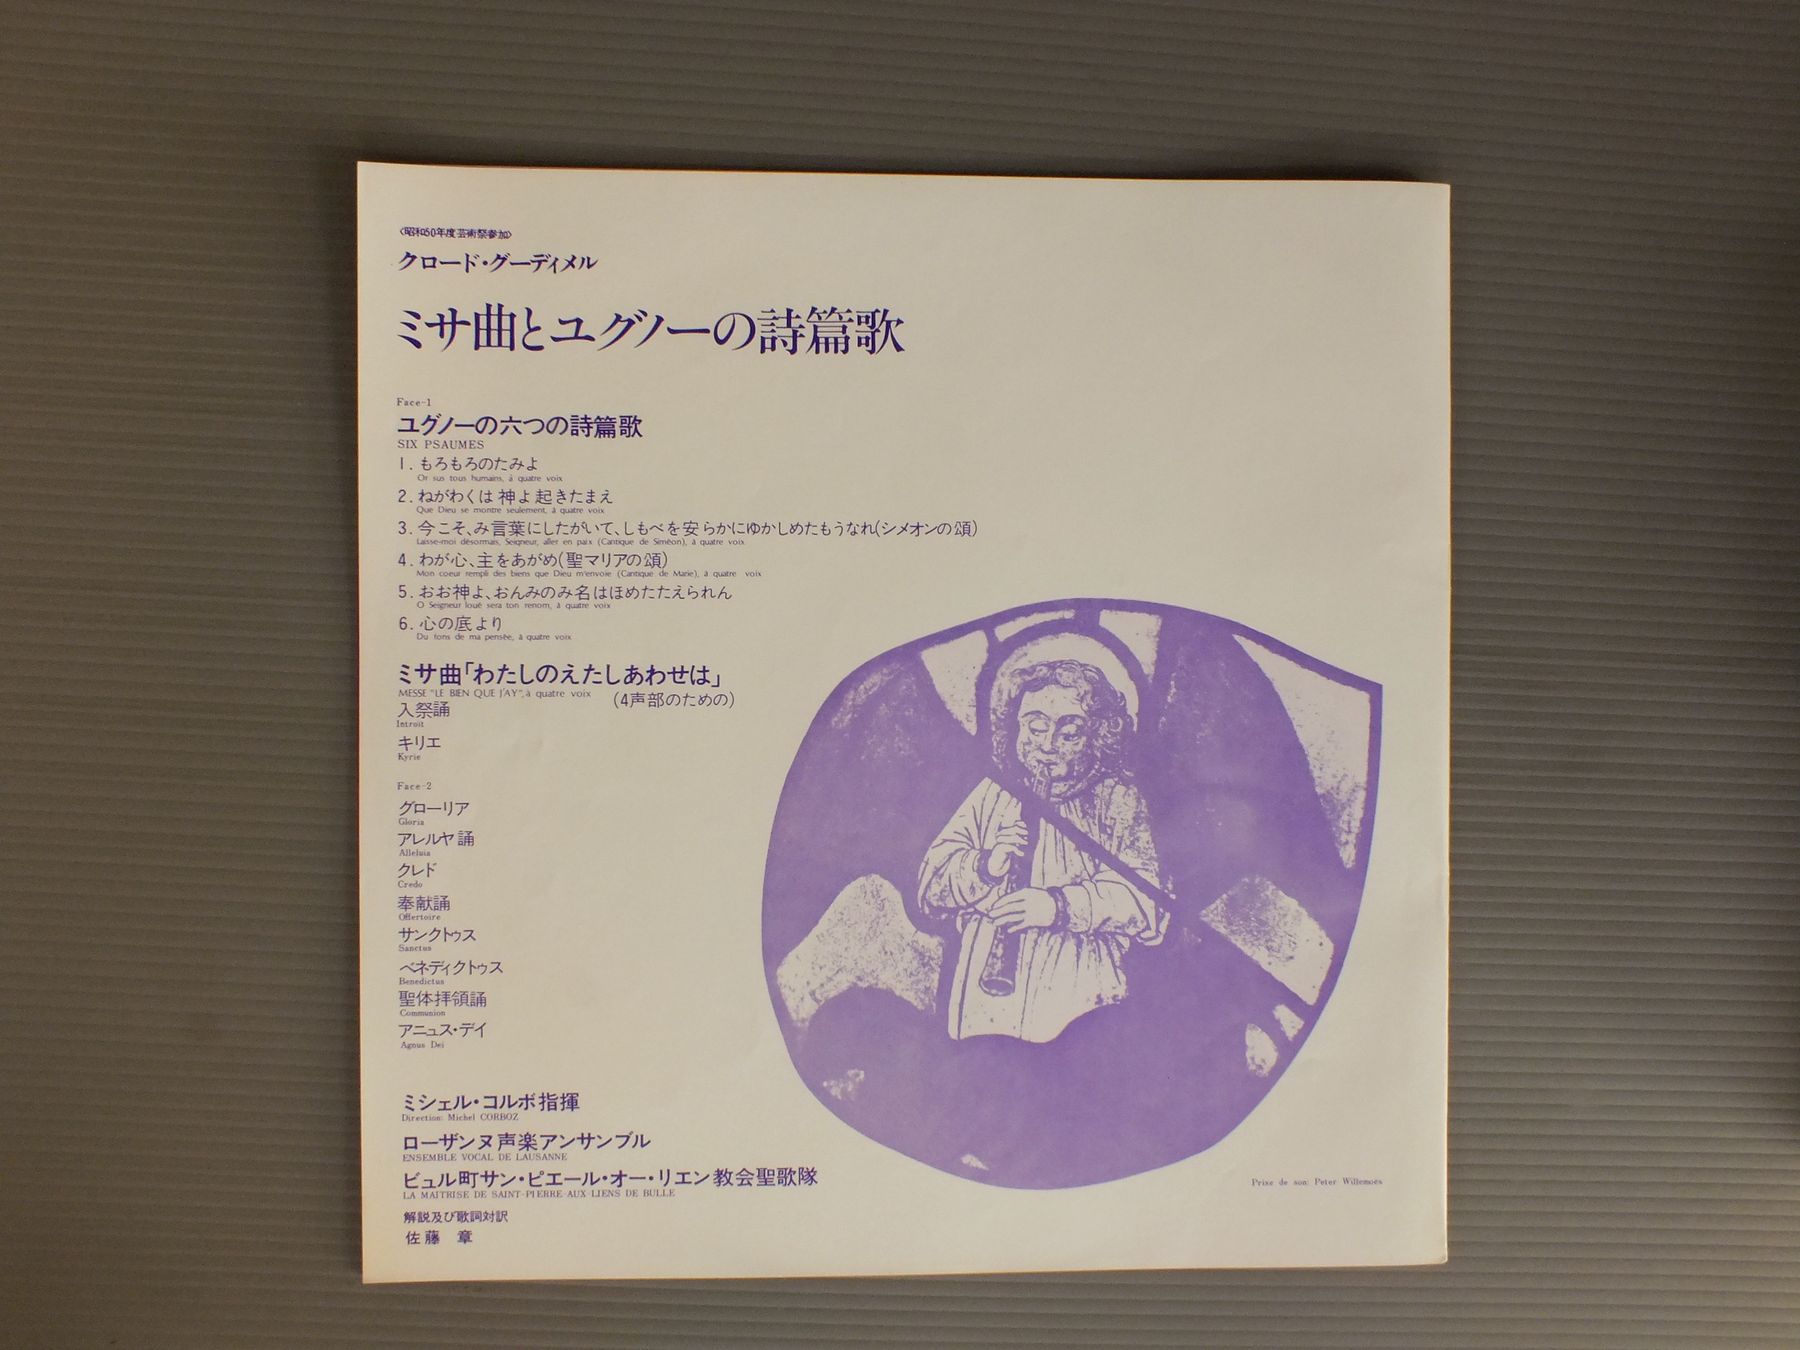 〈昭和50年度芸術祭参加〉
クロード・グーディメル
ミサ曲とユグノーの詩篇歌
Face-1
ユグノーの六つの詩篇歌
SIX PSAUMES
1. もろもろのたみよ
Or sus tous humains, à quatre voix
2. ねがわくは神よ起きたまえ
Que Dieu se montre seulement, à quatre voix
3. 今こそ、み言葉にしたがいて、しもべを安らかにゆかしめたもうなれ(シメオンの頌)
Laisse-moi désormais, Seigneur, aller en paix (Cantique de Siméon), à quatre voix
4. わが心、主をあがめ(聖マリアの頌)
Mon coeur rempli des biens que Dieu m'envoie (Cantique de Marie), à quatre voix
5. おお神よ、おんみのみ名はほめたたえられん
O Seigneur loué sera ton renom, à quatre voix
6. 心の底より
Du fons de ma pensée, à quatre voix
ミサ曲「わたしのえたしあわせは」
MESSE "LE BIEN QUE J'AY", à quatre voix (4声部のための)
入祭誦
Introït
キリエ
Kyrie
Face-2
グローリア
Gloria
アレルヤ誦
Alleluia
クレド
Credo
奉献誦
Offertoire
サンクトゥス
Sanctus
ベネディクトゥス
Benedictus
聖体拝領誦
Communion
アニュス・デイ
Agnus Dei
ミシェル・コルボ指揮
Direction: Michel CORBOZ
ローザンヌ声楽アンサンブル
ENSEMBLE VOCAL DE LAUSANNE
ビュル町サン・ピエール・オー・リエン教会聖歌隊
LA MAITRISE DE SAINT-PIERRE-AUX-LIENS DE BULLE
Prise de son: Peter Willemoës
解説及び歌詞対訳
佐藤 章